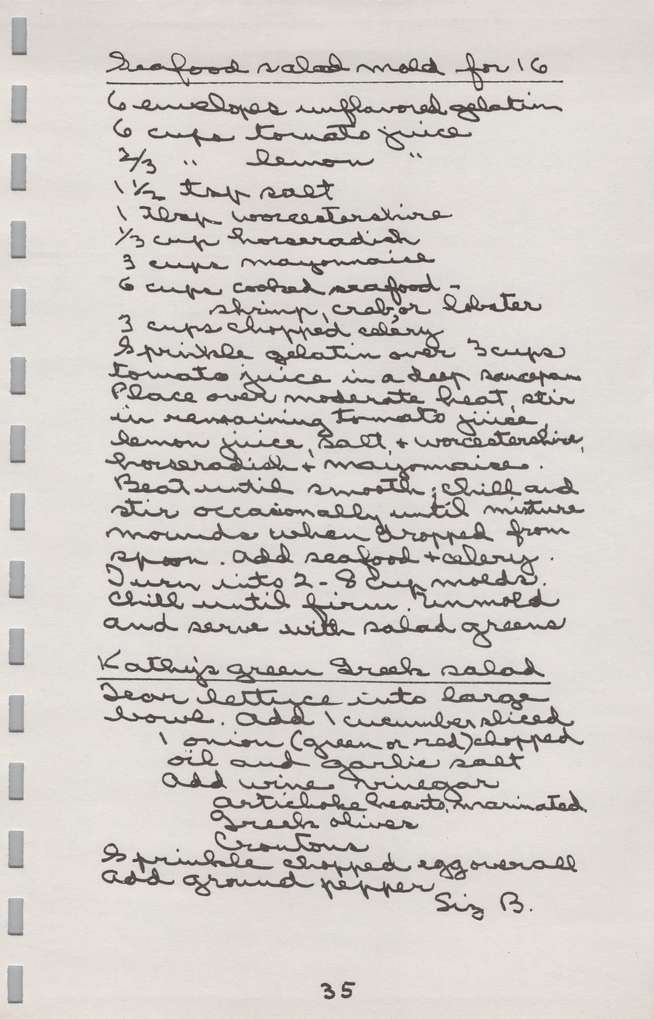 Seafood salad mold for 16
6 envelopes unflavored gelatin
6 cups tomato juice
2/3 " lemon "
1 1/2 tsp salt
1 Tbsp worcestershire
1/3 cup horseradish
3 cups mayonnaise
6 cups cooked seafood -
shrimp, crab, or lobster
3 cups chopped celery
Sprinkle gelatin over 3 cups
tomato juice in a deep saucepan
Place over moderate heat, stir
in remaining tomato juice,
lemon juice, salt, + worcestershire,
horseradish + mayonnaise.
Beat until smooth; chill and
stir occasionally until mixture
mounds when dropped from
spoon. Add seafood + celery.
Turn into 2 - 8 cup molds.
Chill until firm. Unmold
and serve with salad greens
Kathy's green Greek salad
Tear lettuce into large
bowl. Add 1 cucumber sliced
1 onion (green or red) chopped
oil and garlic salt
Add wine vinegar
Artichoke hearts, marinated
Greek olives
Croutons
Sprinkle chopped egg overall
Add ground pepper
Siz B.
35